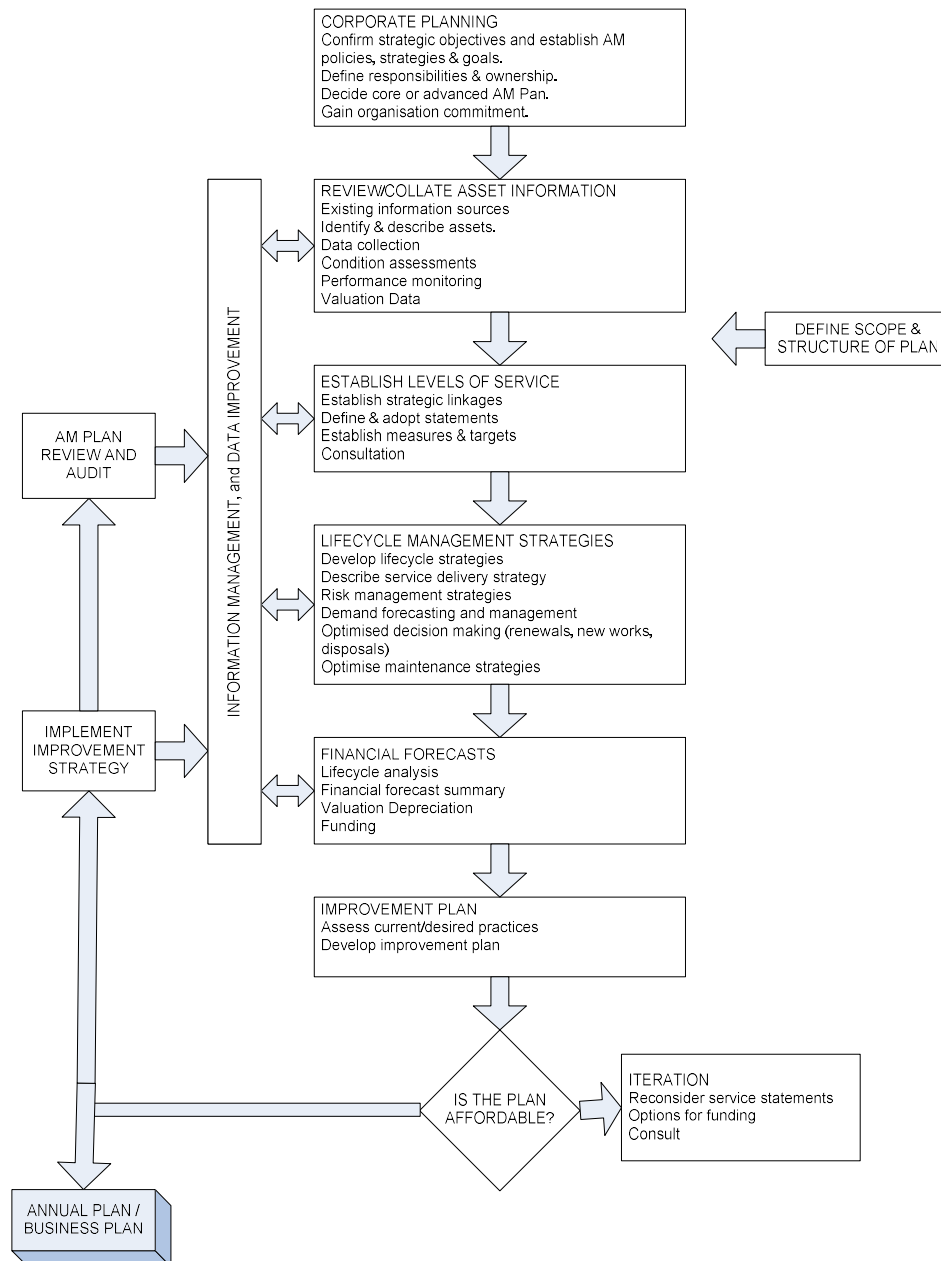 CORPORATE PLANNING
Confirm strategic objectives and establish AM
policies, strategies & goals.
Define responsibilities & ownership.
Decide core or advanced AM Pan.
Gain organisation commitment.
REVIEW/COLLATE ASSET INFORMATION
Existing information sources
Identify & describe assets.
Data collection
Condition assessments
Performance monitoring
Valuation Data
DEFINE SCOPE &
STRUCTURE OF PLAN
INFORMATION MANAGEMENT, and DATA IMPROVEMENT
ESTABLISH LEVELS OF SERVICE
Establish strategic linkages
Define & adopt statements
Establish measures & targets
Consultation
AM PLAN
REVIEW AND
AUDIT
LIFECYCLE MANAGEMENT STRATEGIES
Develop lifecycle strategies
Describe service delivery strategy
Risk management strategies
Demand forecasting and management
Optimised decision making (renewals, new works,
disposals)
Optimise maintenance strategies
IMPLEMENT
IMPROVEMENT
STRATEGY
FINANCIAL FORECASTS
Lifecycle analysis
Financial forecast summary
Valuation Depreciation
Funding
IMPROVEMENT PLAN
Assess current/desired practices
Develop improvement plan
IS THE PLAN
AFFORDABLE?
ITERATION
Reconsider service statements
Options for funding
Consult
ANNUAL PLAN /
BUSINESS PLAN